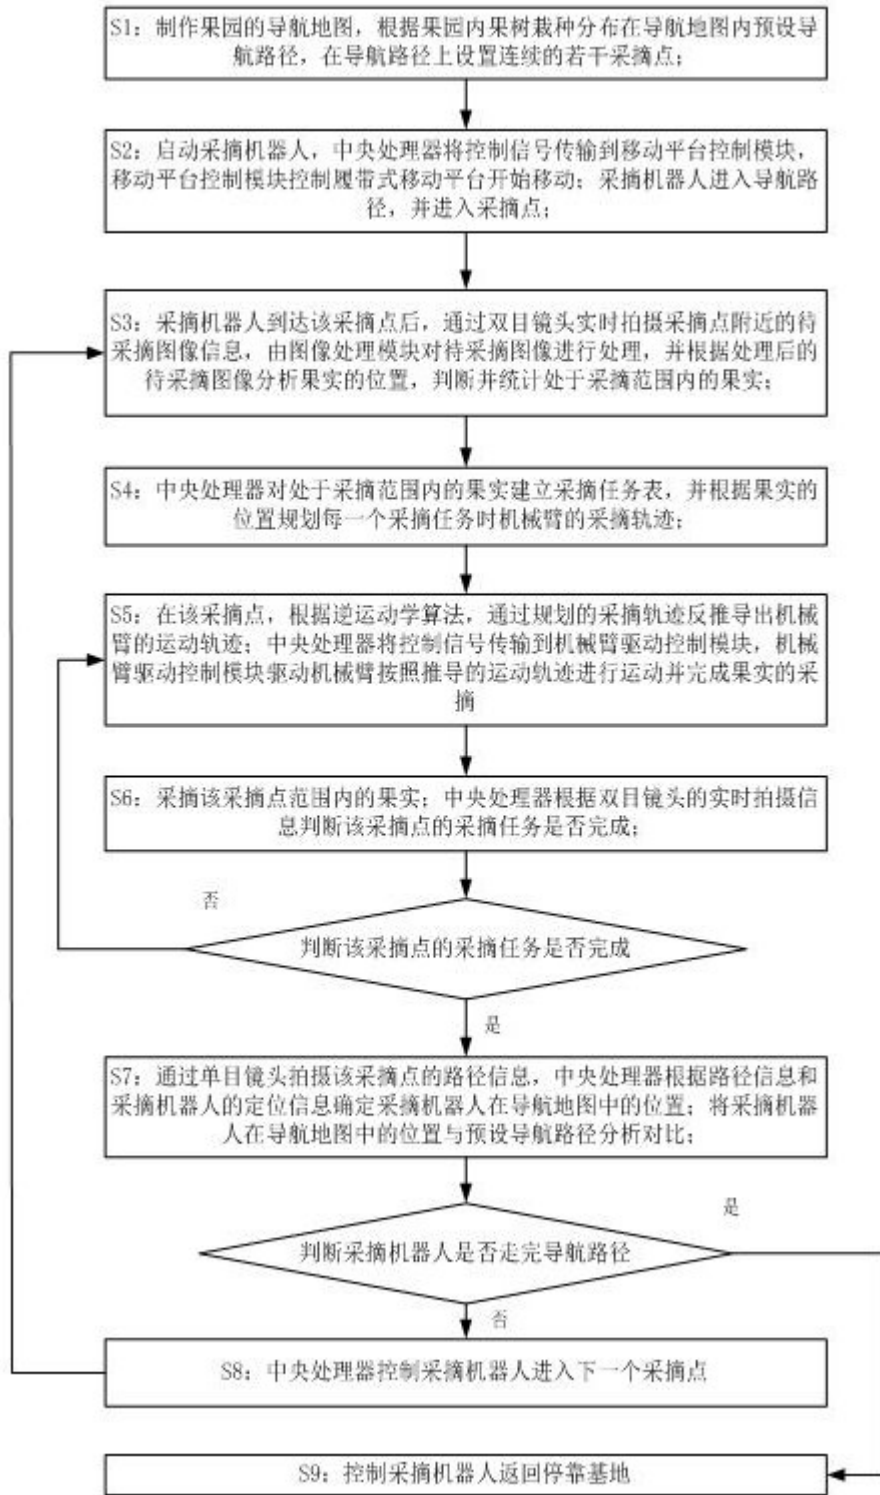 S1：制作果园的导航地图，根据果园内果树栽种分布在导航地图内预设导
航路径，在导航路径上设置连续的若干采摘点；
S2：启动采摘机器人，中央处理器将控制信号传输到移动平台控制模块，
移动平台控制模块控制履带式移动平台开始移动；采摘机器人进入导航路
径，并进入采摘点；
S3：采摘机器人到达该采摘点后，通过双目镜头实时拍摄采摘点附近的待
采摘图像信息，由图像处理模块对待采摘图像进行处理，并根据处理后的
待采摘图像分析果实的位置，判断并统计处于采摘范围内的果实；
S4：中央处理器对处于采摘范围内的果实建立采摘任务表，并根据果实的
位置规划每一个采摘任务时机械臂的采摘轨迹；
S5：在该采摘点，根据逆运动学算法，通过规划的采摘轨迹反推导出机械
臂的运动轨迹；中央处理器将控制信号传输到机械臂驱动控制模块，机械
臂驱动控制模块驱动机械臂按照推导的运动轨迹进行运动并完成果实的采
摘
S6：采摘该采摘点范围内的果实；中央处理器根据双目镜头的实时拍摄信
息判断该采摘点的采摘任务是否完成；
否
判断该采摘点的采摘任务是否完成
是
S7：通过单目镜头拍摄该采摘点的路径信息，中央处理器根据路径信息和
采摘机器人的定位信息确定采摘机器人在导航地图中的位置；将采摘机器
人在导航地图中的位置与预设导航路径分析对比；
是
判断采摘机器人是否走完导航路径
否
S8：中央处理器控制采摘机器人进入下一个采摘点
S9：控制采摘机器人返回停靠基地